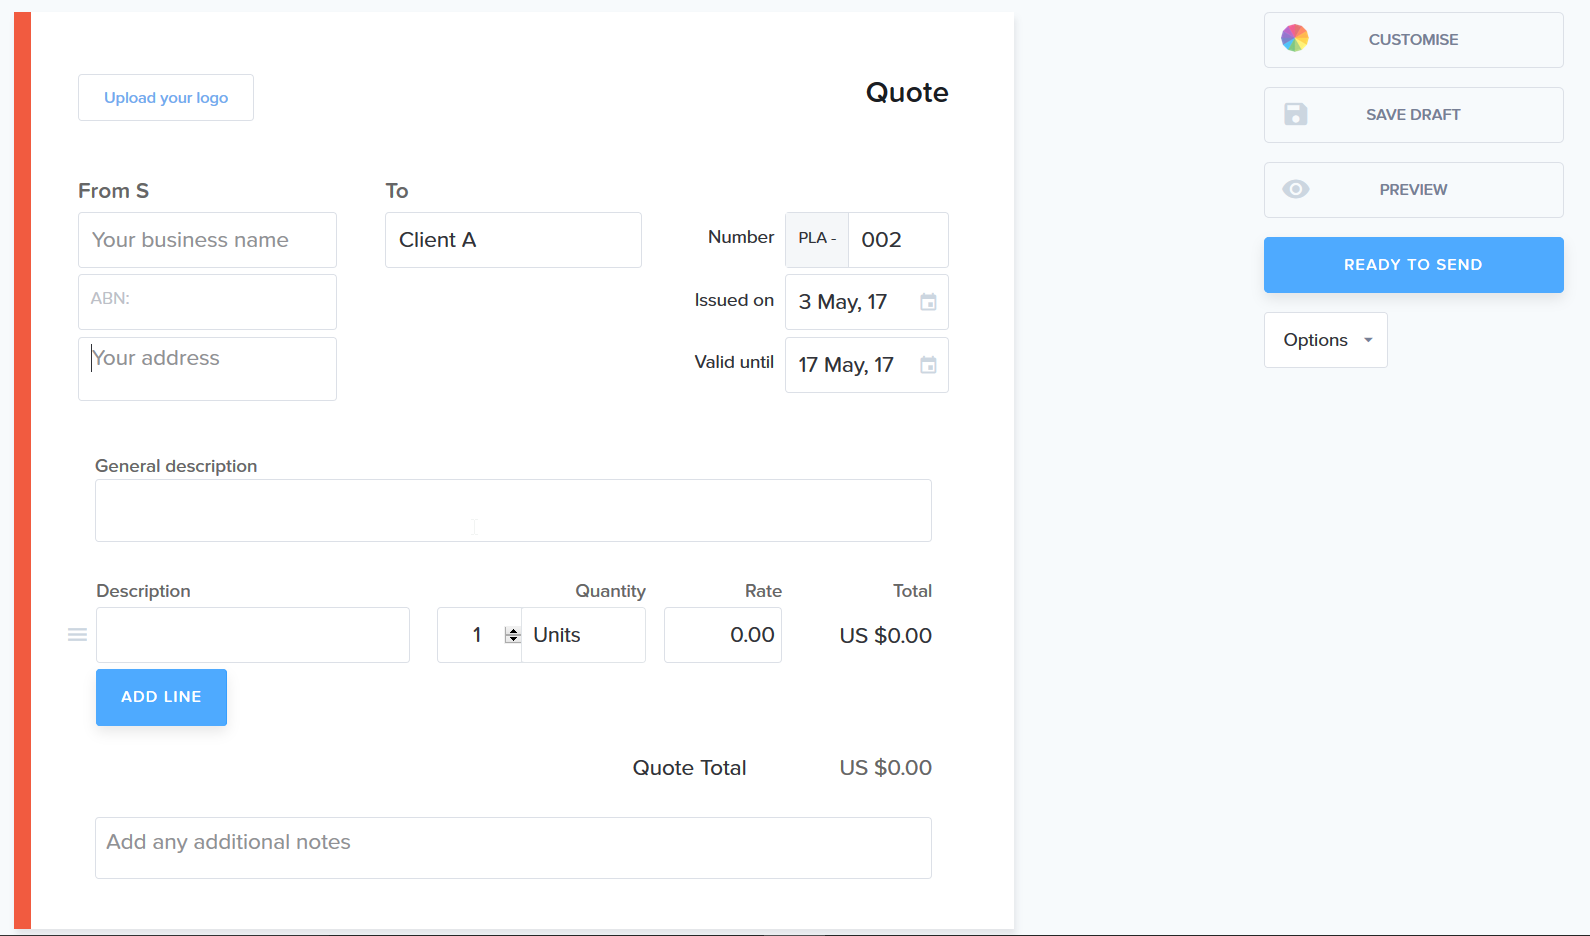 Upload your logo
Quote
From S
To
Your business name
Client A
Number
PLA -
002
ABN:
Issued on
3 May, 17
Your address
Valid until
17 May, 17
General description
Description
Quantity
Rate
Total
1
Units
0.00
US $0.00
ADD LINE
Quote Total
US $0.00
Add any additional notes
CUSTOMISE
SAVE DRAFT
PREVIEW
READY TO SEND
Options